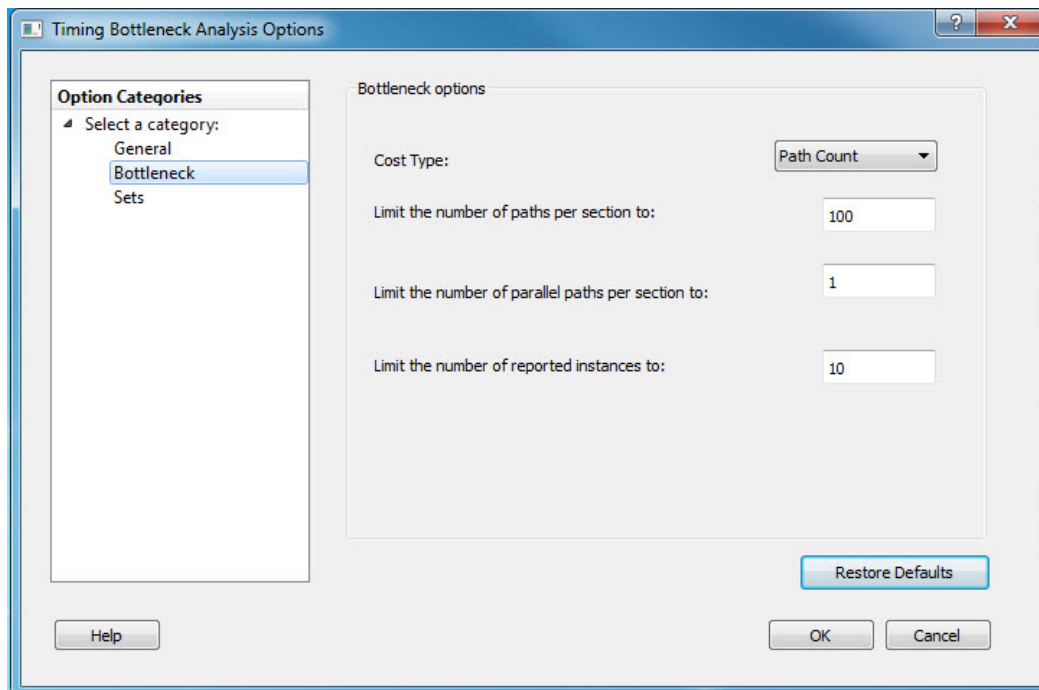 Timing Bottleneck Analysis Options
?
X
Option Categories
Select a category:
General
Bottleneck
Sets
Bottleneck options
Cost Type: Path Count
Limit the number of paths per section to: 100
Limit the number of parallel paths per section to: 1
Limit the number of reported instances to: 10
Restore Defaults
Help OK Cancel